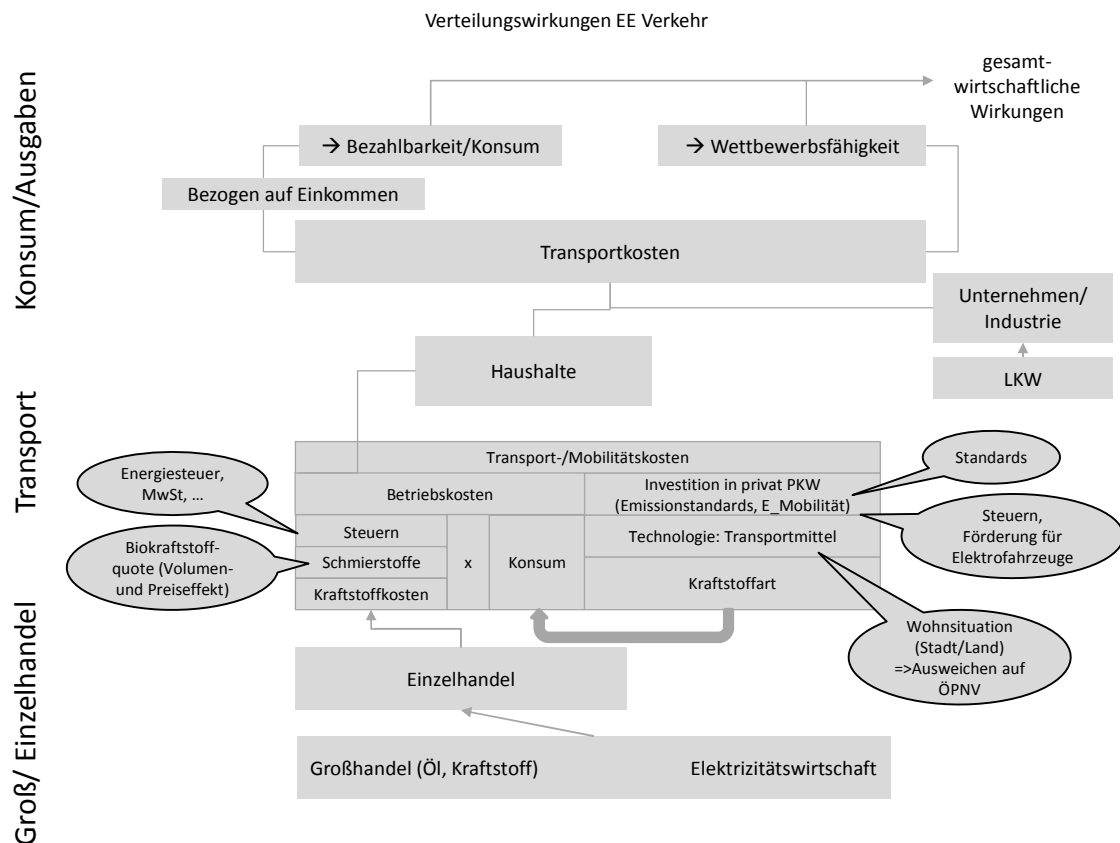 Verteilungswirkungen EE Verkehr
Konsum/Ausgaben
gesamt-
wirtschaftliche
Wirkungen
→ Bezahlbarkeit/Konsum
→ Wettbewerbsfähigkeit
Bezogen auf Einkommen
Transportkosten
Unternehmen/
Industrie
Haushalte
LKW
Transport
Transport-/Mobilitätskosten
Standards
Energiesteuer,
MwSt, ...
Betriebskosten
Investition in privat PKW
(Emissionstandards, E_Mobilität)
Steuern,
Förderung für
Elektrofahrzeuge
Steuern
Schmierstoffe
Kraftstoffkosten
x
Konsum
Technologie: Transportmittel
Kraftstoffart
Biokraftstoff-
quote (Volumen-
und Preiseffekt)
Wohnsituation
(Stadt/Land)
=>Ausweichen auf
ÖPNV
Groß/ Einzelhandel
Einzelhandel
Großhandel (Öl, Kraftstoff)
Elektrizitätswirtschaft